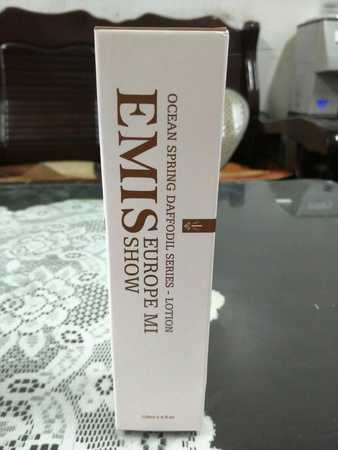 OCEAN SPRING DAFFODIL SERIES - LOTION
EMIS
EUROPE MI
SHOW